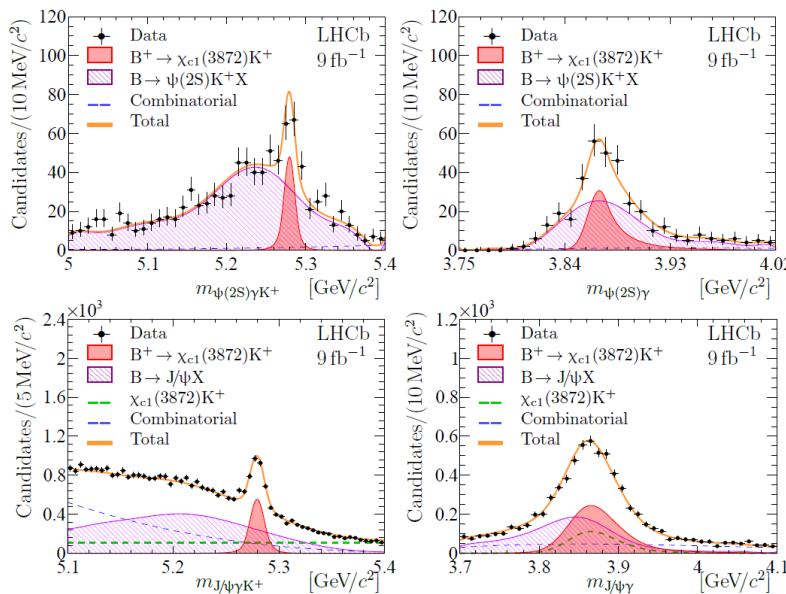 Candidates/(10 MeV/c²)
120
100
80
60
40
20
0
Data
LHCb
B⁺ → χc1(3872)K⁺
9 fb⁻¹
B → ψ(2S)K⁺X
Combinatorial
Total
5
5.1
5.2
5.3
5.4
mψ(2S)γK⁺
[GeV/c²]
Candidates/(10 MeV/c²)
120
100
80
60
40
20
0
Data
LHCb
B⁺ → χc1(3872)K⁺
9 fb⁻¹
B → ψ(2S)K⁺X
Combinatorial
Total
3.75
3.84
3.93
4.02
mψ(2S)γ
[GeV/c²]
Candidates/(5 MeV/c²)
×10³
2.4
2.0
1.6
1.2
0.8
0.4
0
Data
LHCb
B⁺ → χc1(3872)K⁺
9 fb⁻¹
B → J/ψX
χc1(3872)K⁺
Combinatorial
Total
5.1
5.2
5.3
5.4
mJ/ψγK⁺
[GeV/c²]
Candidates/(10 MeV/c²)
×10³
1.2
1.0
0.8
0.6
0.4
0.2
0
Data
LHCb
B⁺ → χc1(3872)K⁺
9 fb⁻¹
B → J/ψX
χc1(3872)K⁺
Combinatorial
Total
3.7
3.8
3.9
4
4.1
mJ/ψγ
[GeV/c²]